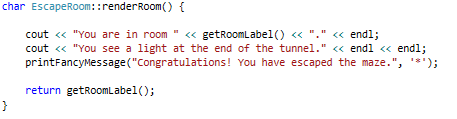 char EscapeRoom::renderRoom() {
cout << "You are in room " << getRoomLabel() << "." << endl;
cout << "You see a light at the end of the tunnel." << endl << endl;
printFancyMessage("Congratulations! You have escaped the maze.", '*');
return getRoomLabel();
}